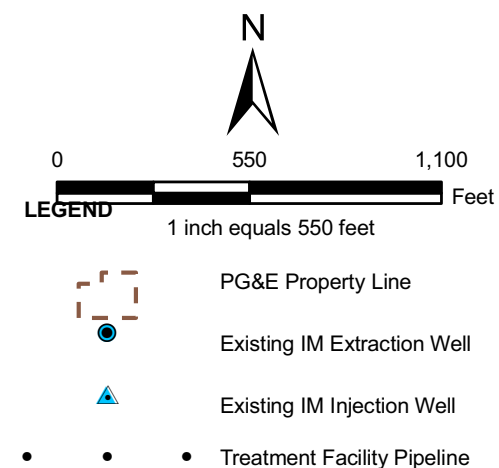 N
0 550 1,100
Feet
LEGEND
1 inch equals 550 feet
PG&E Property Line
Existing IM Extraction Well
Existing IM Injection Well
Treatment Facility Pipeline